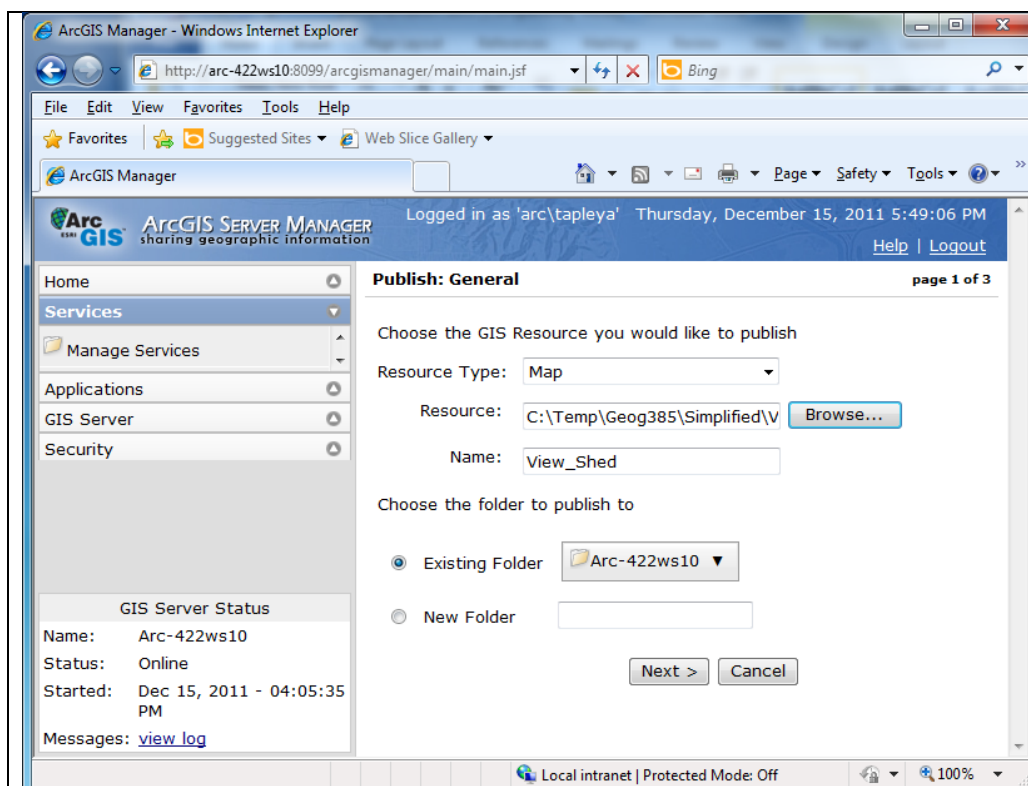 ArcGIS Manager - Windows Internet Explorer
http://arc-422ws10:8099/arcgismanager/main/main.jsf
Bing
File Edit View Favorites Tools Help
Favorites Suggested Sites Web Slice Gallery
ArcGIS Manager
Page Safety Tools
Arc GIS
ESRI
ArcGIS Server Manager
sharing geographic information
Logged in as 'arc\tapleya' Thursday, December 15, 2011 5:49:06 PM
Help | Logout
Home
Services
Manage Services
Applications
GIS Server
Security
GIS Server Status
Name: Arc-422ws10
Status: Online
Started: Dec 15, 2011 - 04:05:35
PM
Messages: view log
Publish: General
page 1 of 3
Choose the GIS Resource you would like to publish
Resource Type: Map
Resource: C:\Temp\Geog385\Simplified\V Browse...
Name: View_Shed
Choose the folder to publish to
Existing Folder Arc-422ws10
New Folder
Next > Cancel
Local intranet | Protected Mode: Off
100%